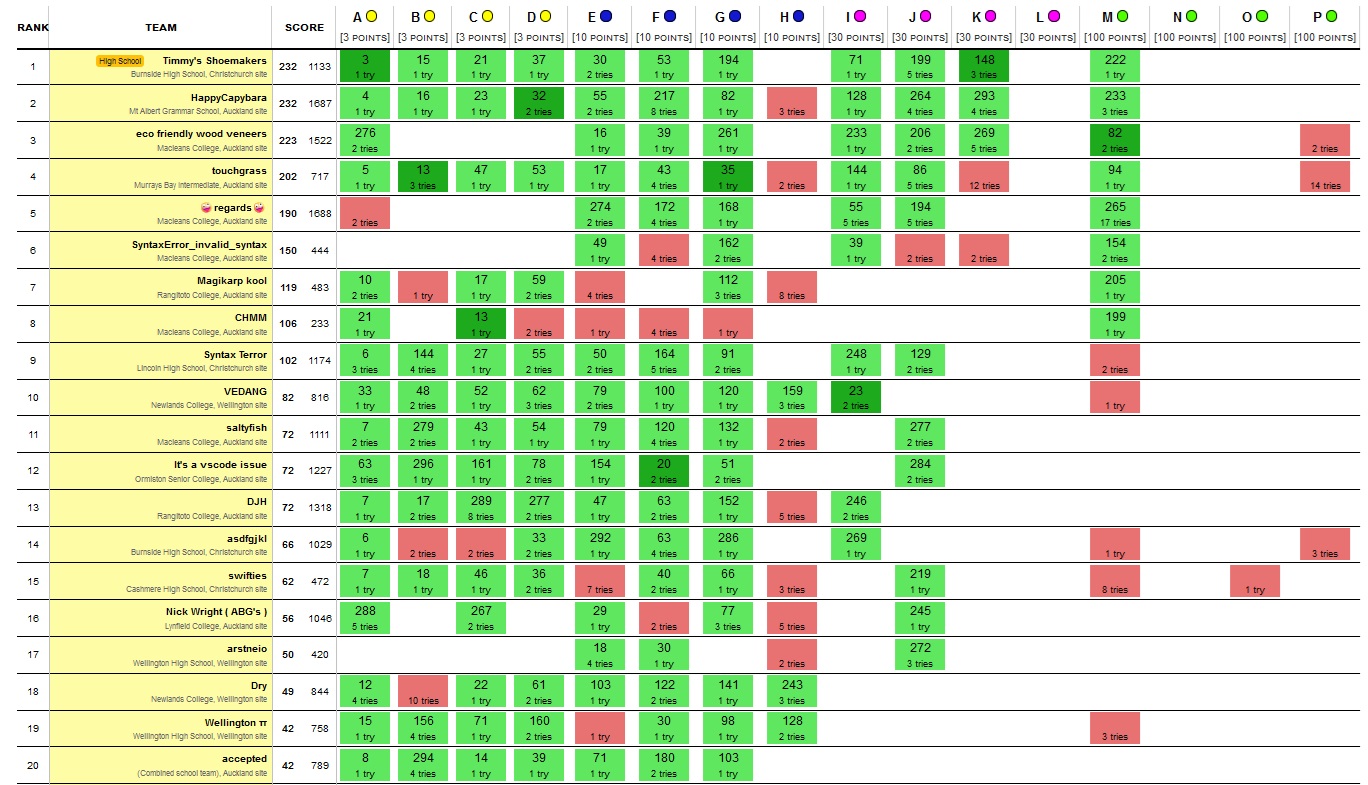 RANK TEAM SCORE A B C D E F G H I J K L M N O P
[3 POINTS] [3 POINTS] [3 POINTS] [3 POINTS] [10 POINTS] [10 POINTS] [10 POINTS] [10 POINTS] [30 POINTS] [30 POINTS] [30 POINTS] [30 POINTS] [100 POINTS] [100 POINTS] [100 POINTS] [100 POINTS]
1 High School Timmy's Shoemakers 232 1133 3 15 21 37 30 53 194 71 199 148 222
Burnside High School, Christchurch site 1 try 1 try 1 try 1 try 2 tries 1 try 1 try 1 try 5 tries 3 tries 1 try
2 HappyCapybara 232 1687 4 16 23 32 55 217 82 128 264 293 233
Mt Albert Grammar School, Auckland site 1 try 1 try 1 try 2 tries 2 tries 8 tries 1 try 3 tries 1 try 4 tries 4 tries 3 tries
3 eco friendly wood veneers 223 1522 276 16 39 261 233 206 269 82
Macleans College, Auckland site 2 tries 1 try 1 try 1 try 1 try 2 tries 5 tries 2 tries 2 tries
4 touchgrass 202 717 5 13 47 53 17 43 35 144 86 94
Murrays Bay Intermediate, Auckland site 1 try 3 tries 1 try 1 try 1 try 4 tries 1 try 2 tries 1 try 5 tries 12 tries 1 try 14 tries
5 regards 190 1688 274 172 168 55 194 265
Macleans College, Auckland site 2 tries 2 tries 4 tries 1 try 5 tries 5 tries 17 tries
6 SyntaxError_invalid_syntax 150 444 49 162 39 154
Macleans College, Auckland site 1 try 4 tries 2 tries 1 try 2 tries 2 tries 2 tries
7 Magikarp kool 119 483 10 17 59 112 205
Rangitoto College, Auckland site 2 tries 1 try 1 try 2 tries 4 tries 3 tries 8 tries 1 try
8 CHMM 106 233 21 13 199
Macleans College, Auckland site 1 try 1 try 2 tries 1 try 4 tries 1 try 1 try
9 Syntax Terror 102 1174 6 144 27 55 50 164 91 248 129
Lincoln High School, Christchurch site 3 tries 4 tries 1 try 2 tries 2 tries 5 tries 2 tries 1 try 2 tries 2 tries
10 VEDANG 82 816 33 48 52 62 79 100 120 159 23
Newlands College, Wellington site 1 try 2 tries 1 try 3 tries 2 tries 1 try 1 try 3 tries 2 tries 1 try
11 saltyfish 72 1111 7 279 43 54 79 120 132 277
Macleans College, Auckland site 2 tries 2 tries 1 try 1 try 1 try 4 tries 1 try 2 tries 2 tries
12 It's a vscode issue 72 1227 63 296 161 78 154 20 51 284
Ormiston Senior College, Auckland site 3 tries 1 try 1 try 2 tries 1 try 2 tries 2 tries 2 tries
13 DJH 72 1318 7 17 289 277 47 63 152 246
Rangitoto College, Auckland site 1 try 2 tries 8 tries 2 tries 1 try 2 tries 1 try 5 tries 2 tries
14 asdfgjkl 66 1029 6 33 292 63 286 269
Burnside High School, Christchurch site 1 try 2 tries 2 tries 2 tries 1 try 4 tries 1 try 1 try 1 try 3 tries
15 swifties 62 472 7 18 46 36 40 66 219
Cashmere High School, Christchurch site 1 try 1 try 1 try 2 tries 7 tries 2 tries 1 try 3 tries 1 try 8 tries 1 try
16 Nick Wright ( ABG's ) 56 1046 288 267 29 77 245
Lynfield College, Auckland site 5 tries 2 tries 1 try 2 tries 3 tries 5 tries 1 try
17 arstneio 50 420 18 30 272
Wellington High School, Wellington site 4 tries 1 try 2 tries 3 tries
18 Dry 49 844 12 22 61 103 122 141 243
Newlands College, Wellington site 4 tries 10 tries 1 try 2 tries 1 try 2 tries 1 try 3 tries
19 Wellington π 42 758 15 156 71 160 30 98 128
Wellington High School, Wellington site 1 try 4 tries 1 try 2 tries 1 try 1 try 1 try 2 tries 3 tries
20 accepted 42 789 8 294 14 39 71 180 103
(Combined school team), Auckland site 1 try 4 tries 1 try 1 try 1 try 2 tries 1 try